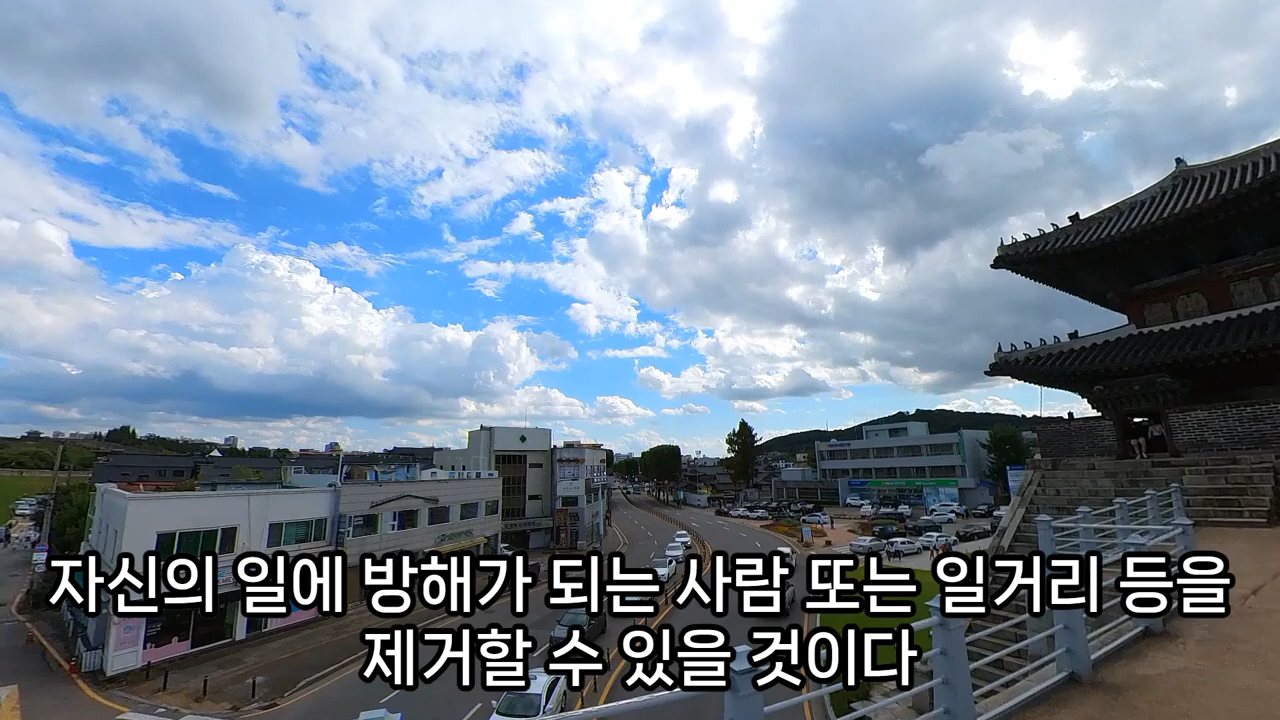 자신의 일에 방해가 되는 사람 또는 일거리 등을
제거할 수 있을 것이다